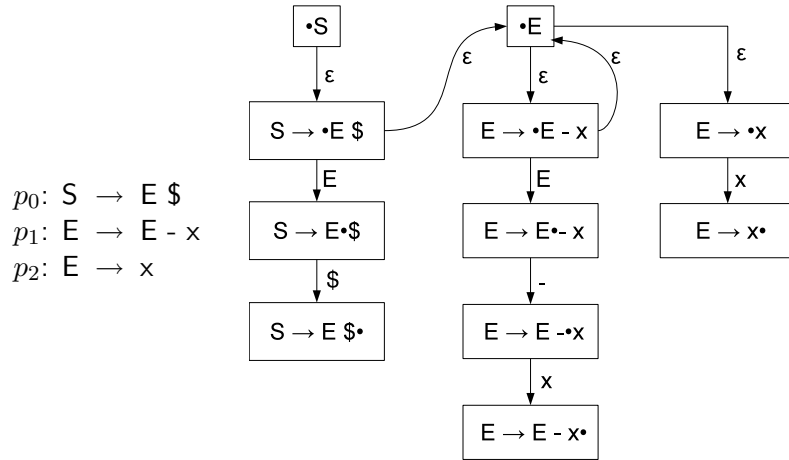 •S •E
ε ε ε ε ε
S → •E $ E → •E - x E → •x
E E x
p0: S → E $
p1: E → E - x
p2: E → x
S → E•$ E → E•- x E → x•
$ -
S → E $• E → E -•x
x
E → E - x•